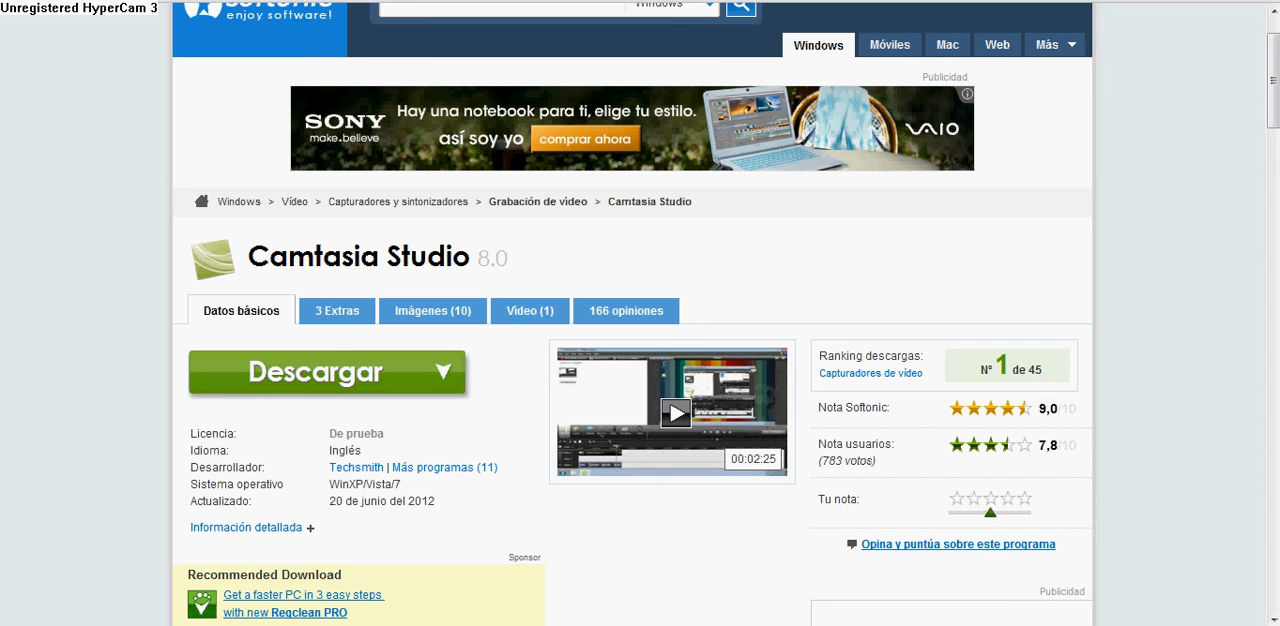 Unregistered HyperCam 3
softonic
enjoy software!
Windows
Windows Móviles Mac Web Más
Publicidad
SONY
make.believe
Hay una notebook para ti, elige tu estilo.
así soy yo comprar ahora
VAIO
Windows > Vídeo > Capturadores y sintonizadores > Grabación de vídeo > Camtasia Studio
Camtasia Studio 8.0
Datos básicos 3 Extras Imágenes (10) Vídeo (1) 166 opiniones
Descargar
00:02:25
Licencia: De prueba
Idioma: Inglés
Desarrollador: Techsmith | Más programas (11)
Sistema operativo WinXP/Vista/7
Actualizado: 20 de junio del 2012
Información detallada +
Ranking descargas:
Capturadores de vídeo
Nº 1 de 45
Nota Softonic: 9,0/10
Nota usuarios: 7,8/10
(783 votos)
Tu nota:
Opina y puntúa sobre este programa
Sponsor
Recommended Download
Get a faster PC in 3 easy steps
with new Regclean PRO
Publicidad